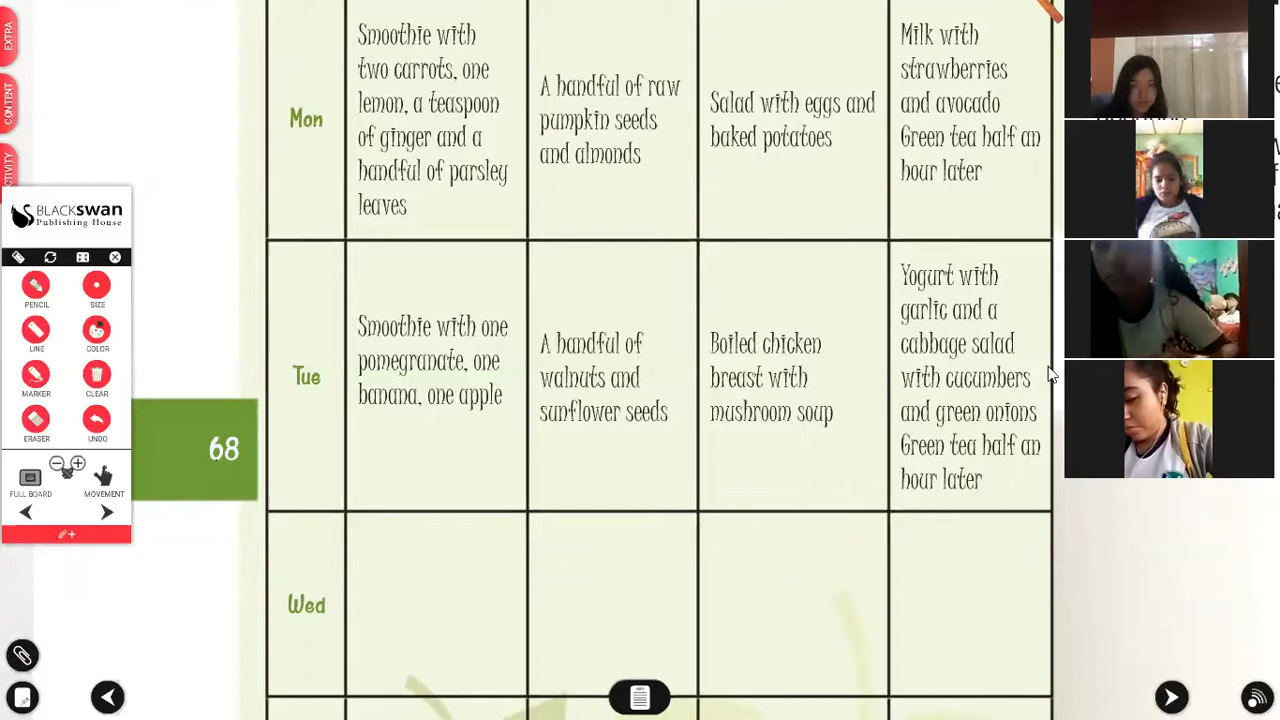 EXTRA
CONTENT
BLACKSWAN
Publishing House
PENCIL
SIZE
LINE
COLOR
MARKER
CLEAR
ERASER
UNDO
FULL BOARD
MOVEMENT
68
Mon
Smoothie with
two carrots, one
lemon, a teaspoon
of ginger and a
handful of parsley
leaves
A handful of raw
pumpkin seeds
and almonds
Salad with eggs and
baked potatoes
Milk with
strawberries
and avocado
Green tea half an
hour later
Tue
Smoothie with one
pomegranate, one
banana, one apple
A handful of
walnuts and
sunflower seeds
Boiled chicken
breast with
mushroom soup
Yogurt with
garlic and a
cabbage salad
with cucumbers
and green onions
Green tea half an
hour later
Wed